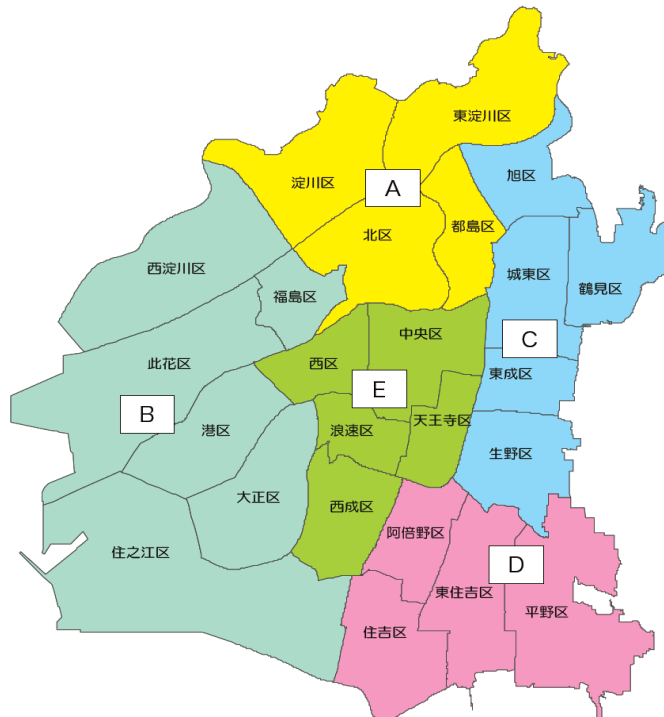 東淀川区
淀川区
A
旭区
都島区
北区
西淀川区
城東区
鶴見区
福島区
中央区
C
此花区
西区
東成区
E
B
天王寺区
港区
浪速区
生野区
大正区
西成区
阿倍野区
住之江区
D
東住吉区
平野区
住吉区